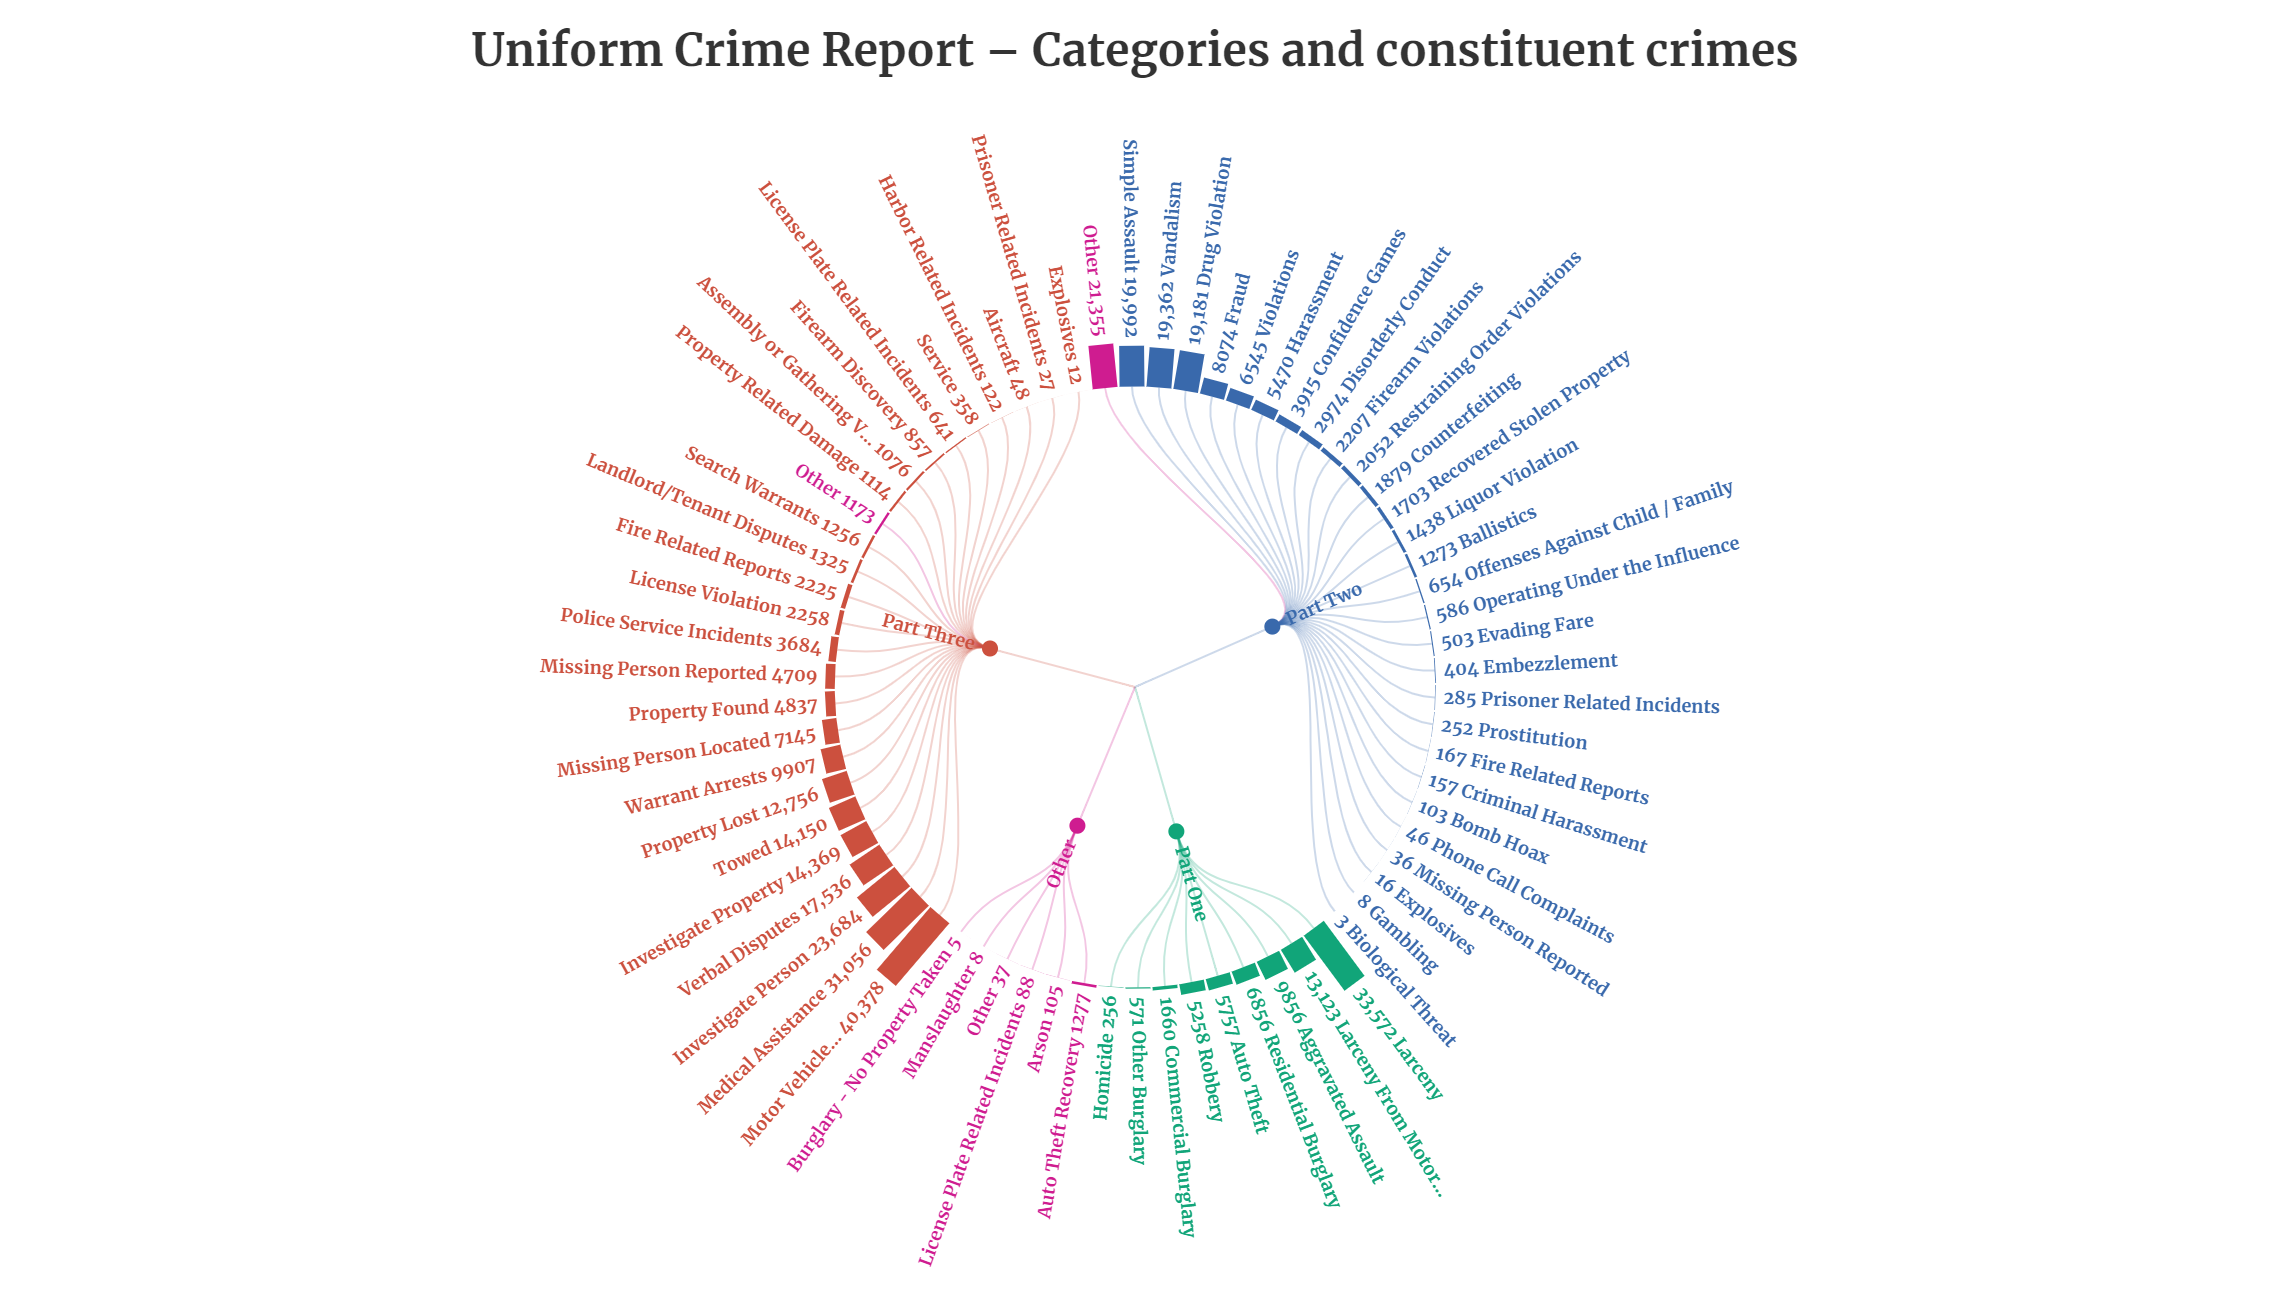 Uniform Crime Report – Categories and constituent crimes
Other 21,355
Simple Assault 19,992
19,362 Vandalism
19,181 Drug Violation
8074 Fraud
6545 Violations
5470 Harassment
3915 Confidence Games
2974 Disorderly Conduct
2207 Firearm Violations
2052 Restraining Order Violations
1879 Counterfeiting
1703 Recovered Stolen Property
1438 Liquor Violation
1273 Ballistics
654 Offenses Against Child / Family
586 Operating Under the Influence
503 Evading Fare
404 Embezzlement
285 Prisoner Related Incidents
252 Prostitution
167 Fire Related Reports
157 Criminal Harassment
103 Bomb Hoax
46 Phone Call Complaints
36 Missing Person Reported
16 Explosives
8 Gambling
3 Biological Threat
Part Two
33,572 Larceny
13,123 Larceny From Motor...
9856 Aggravated Assault
6856 Residential Burglary
5757 Auto Theft
5258 Robbery
1660 Commercial Burglary
571 Other Burglary
Homicide 256
Part One
Auto Theft Recovery 1277
Arson 105
License Plate Related Incidents 88
Other 37
Manslaughter 8
Burglary - No Property Taken 5
Other
Motor Vehicle... 40,378
Medical Assistance 31,056
Investigate Person 23,684
Verbal Disputes 17,536
Investigate Property 14,369
Towed 14,150
Property Lost 12,756
Warrant Arrests 9907
Missing Person Located 7145
Property Found 4837
Missing Person Reported 4709
Police Service Incidents 3684
License Violation 2258
Fire Related Reports 2225
Landlord/Tenant Disputes 1325
Search Warrants 1256
Other 1173
Property Related Damage 1114
Assembly or Gathering V... 1076
Firearm Discovery 857
License Plate Related Incidents 641
Service 358
Harbor Related Incidents 122
Aircraft 48
Prisoner Related Incidents 27
Explosives 12
Part Three